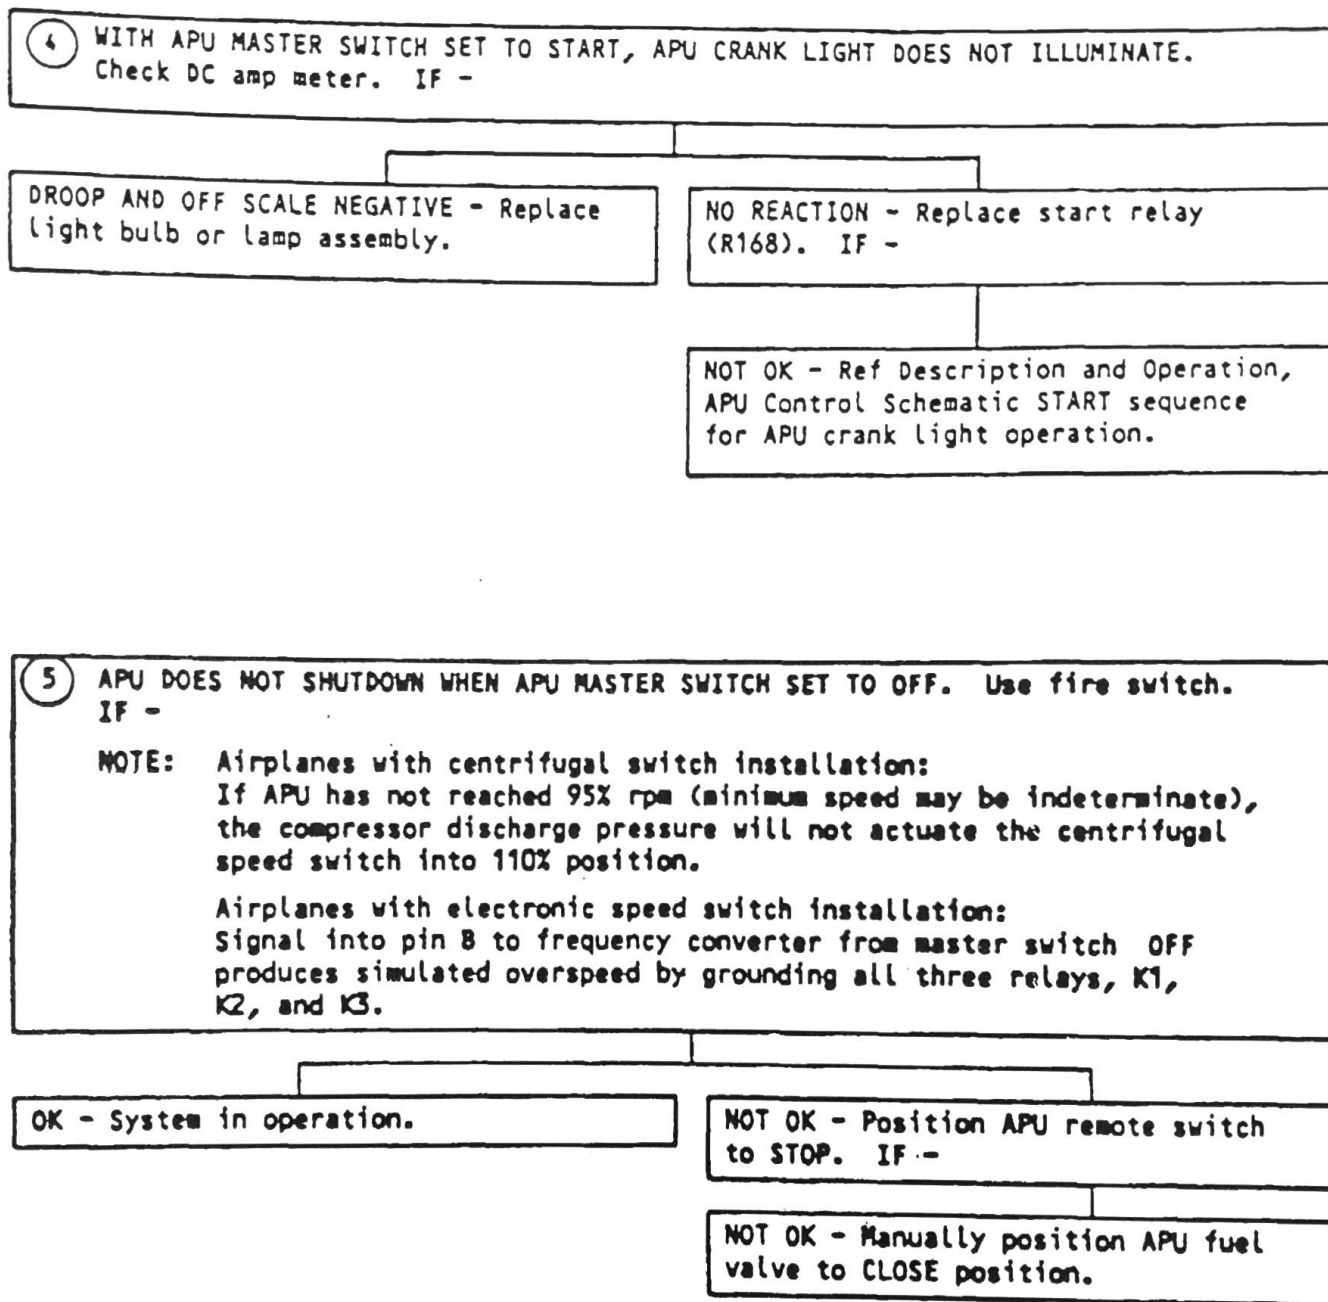 4 WITH APU MASTER SWITCH SET TO START, APU CRANK LIGHT DOES NOT ILLUMINATE.
Check DC amp meter. IF -
DROOP AND OFF SCALE NEGATIVE - Replace
light bulb or lamp assembly.
NO REACTION - Replace start relay
(R168). IF -
NOT OK - Ref Description and Operation,
APU Control Schematic START sequence
for APU crank light operation.
5 APU DOES NOT SHUTDOWN WHEN APU MASTER SWITCH SET TO OFF. Use fire switch.
IF -
NOTE: Airplanes with centrifugal switch installation:
If APU has not reached 95% rpm (minimum speed may be indeterminate),
the compressor discharge pressure will not actuate the centrifugal
speed switch into 110% position.
Airplanes with electronic speed switch installation:
Signal into pin B to frequency converter from master switch OFF
produces simulated overspeed by grounding all three relays, K1,
K2, and K3.
OK - System in operation.
NOT OK - Position APU remote switch
to STOP. IF -
NOT OK - Manually position APU fuel
valve to CLOSE position.